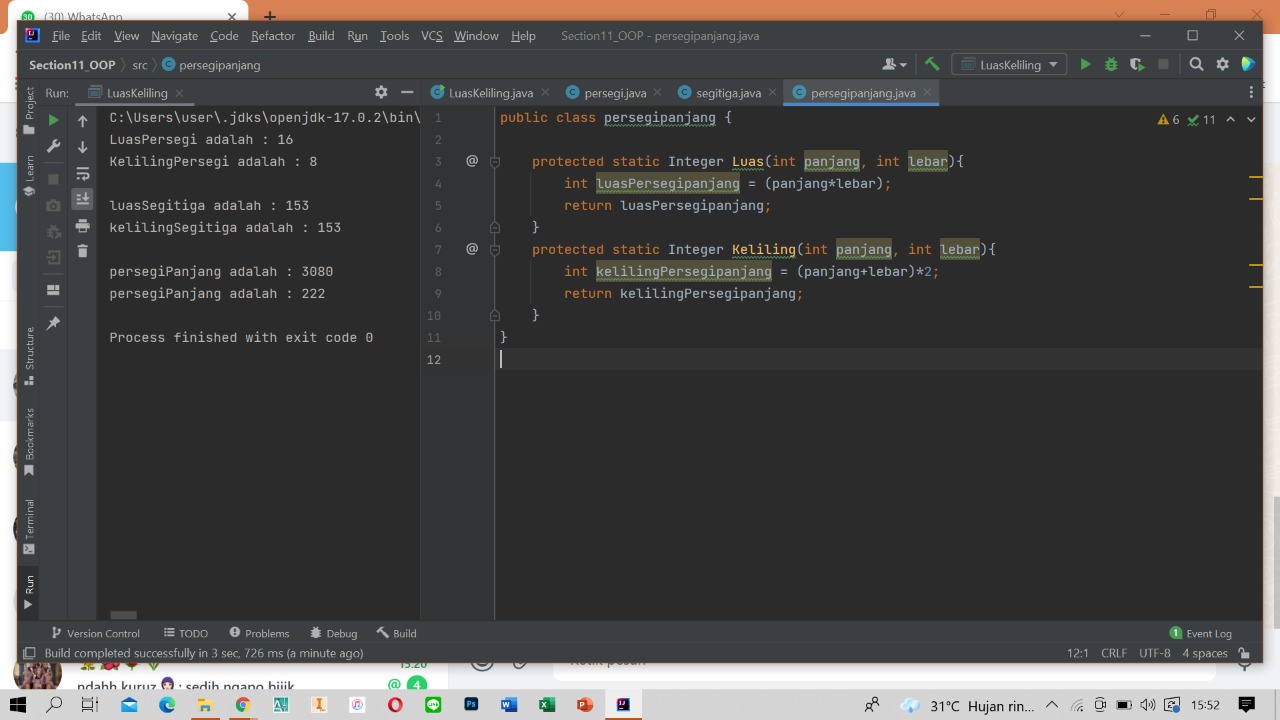 (30) WhatsApp
File Edit View Navigate Code Refactor Build Run Tools VCS Window Help Section11_OOP - persegipanjang.java
Section11_OOP src persegipanjang LuasKeliling
Run: LuasKeliling
LuasKeliling.java persegi.java segitiga.java persegipanjang.java
Project
Learn
Structure
Bookmarks
Terminal
Run
C:\Users\user\.jdks\openjdk-17.0.2\bin\
LuasPersegi adalah : 16
KelilingPersegi adalah : 8
luasSegitiga adalah : 153
kelilingSegitiga adalah : 153
persegiPanjang adalah : 3080
persegiPanjang adalah : 222
Process finished with exit code 0
6 11
1 public class persegipanjang {
2
3 @ protected static Integer Luas(int panjang, int lebar){
4 int luasPersegipanjang = (panjang*lebar);
5 return luasPersegipanjang;
6 }
7 @ protected static Integer Keliling(int panjang, int lebar){
8 int kelilingPersegipanjang = (panjang+lebar)*2;
9 return kelilingPersegipanjang;
10 }
11 }
12
Version Control TODO Problems Debug Build 1 Event Log
Build completed successfully in 3 sec, 726 ms (a minute ago) 12:1 CRLF UTF-8 4 spaces
15:20
ndahh kuruz : sedih ngapo bijik @ 4
31°C Hujan rin... 15:52